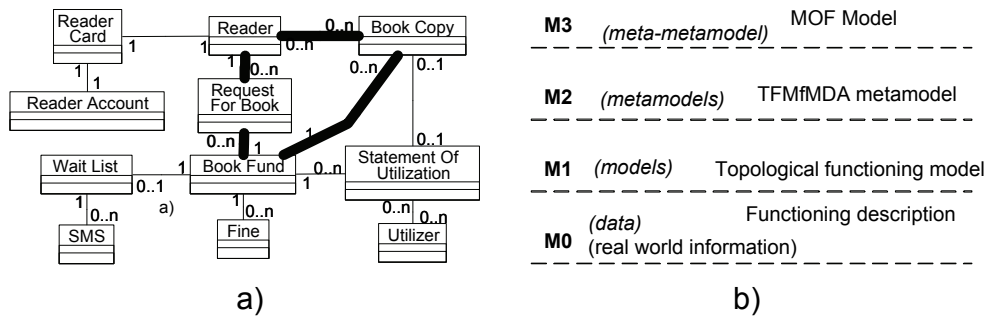 a)
Reader
Card
1
1
Reader
0..n
0..n
Book Copy
1
1
0..n
0..n
0..1
Reader Account
Request
For Book
0..n
1
1
0..1
Wait List
1
0..1
1
Book Fund
1
0..n
Statement Of
Utilization
1
0..n
a)
1
0..n
0..n
0..n
SMS
Fine
Utilizer
a)
M3
(meta-metamodel)
MOF Model
M2
(metamodels)
TFMfMDA metamodel
M1
(models)
Topological functioning model
M0
(data)
(real world information)
Functioning description
b)